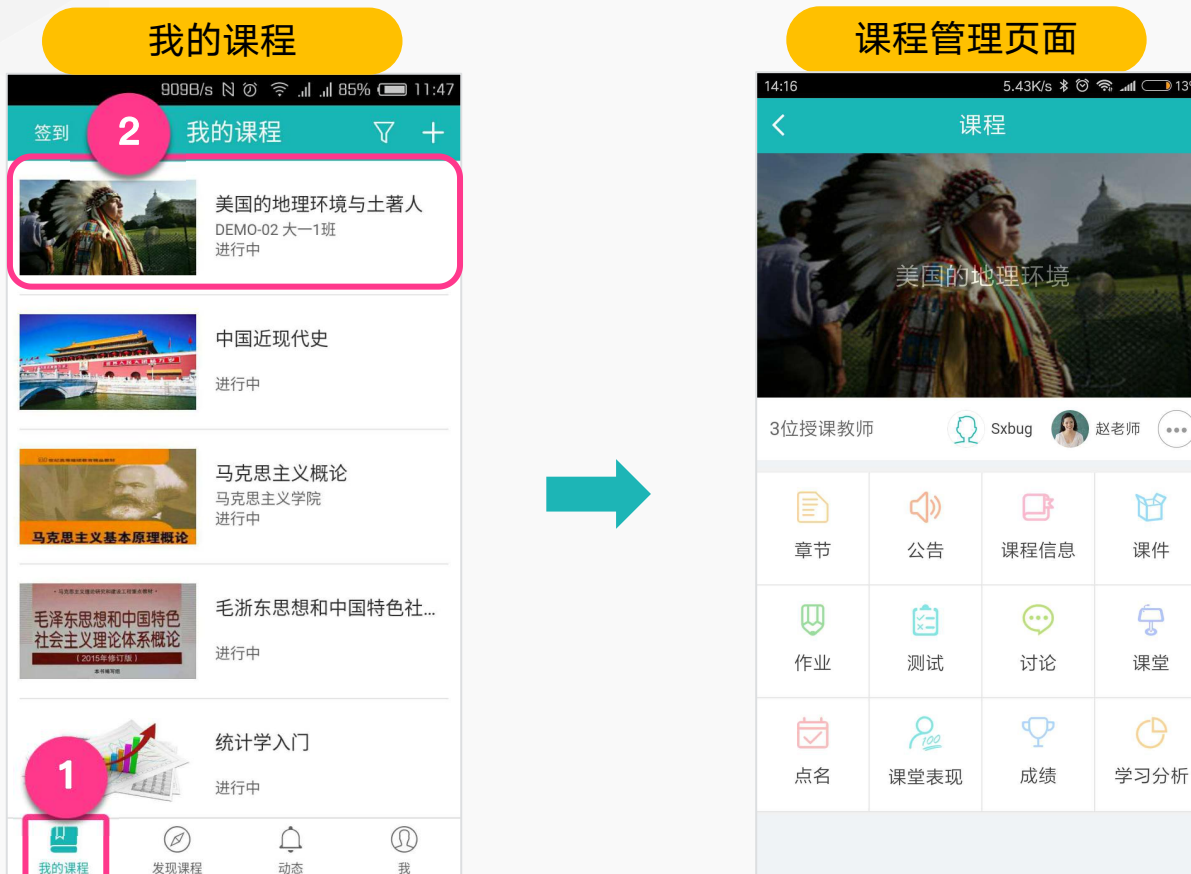 我的课程
课程管理页面
909B/s 85% 11:47
签到 2 我的课程
美国的地理环境与土著人
DEMO-02 大一1班
进行中
中国近现代史
进行中
马克思主义概论
马克思主义学院
进行中
马克思主义基本原理概论
毛浙东思想和中国特色社...
进行中
毛泽东思想和中国特色
社会主义理论体系概论
(2015年修订版)
本书编写组
统计学入门
进行中
1
我的课程 发现课程 动态 我
14:16 5.43K/s 13%
课程
美国的地理环境
3位授课教师 Sxbug 赵老师
章节 公告 课程信息 课件
作业 测试 讨论 课堂
点名 课堂表现 成绩 学习分析
100